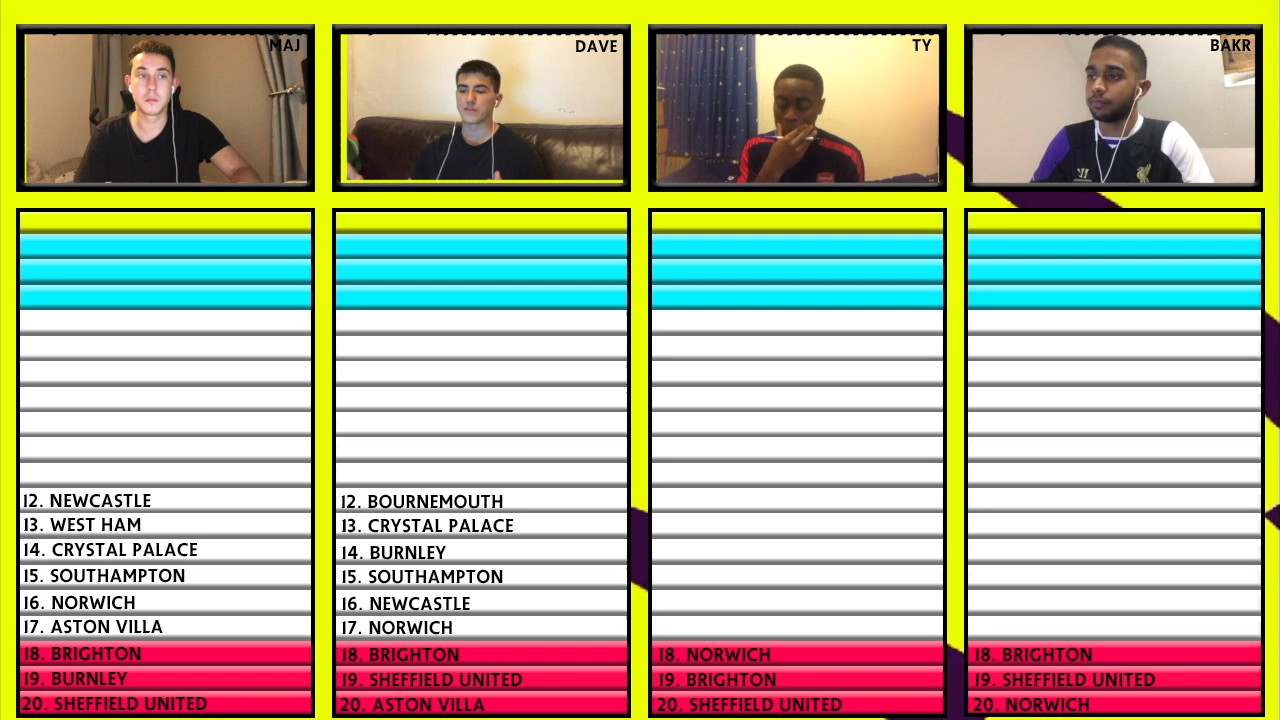 MAJ
DAVE
TY
BAKR
12. NEWCASTLE
13. WEST HAM
14. CRYSTAL PALACE
15. SOUTHAMPTON
16. NORWICH
17. ASTON VILLA
18. BRIGHTON
19. BURNLEY
20. SHEFFIELD UNITED
12. BOURNEMOUTH
13. CRYSTAL PALACE
14. BURNLEY
15. SOUTHAMPTON
16. NEWCASTLE
17. NORWICH
18. BRIGHTON
19. SHEFFIELD UNITED
20. ASTON VILLA
18. NORWICH
19. BRIGHTON
20. SHEFFIELD UNITED
18. BRIGHTON
19. SHEFFIELD UNITED
20. NORWICH